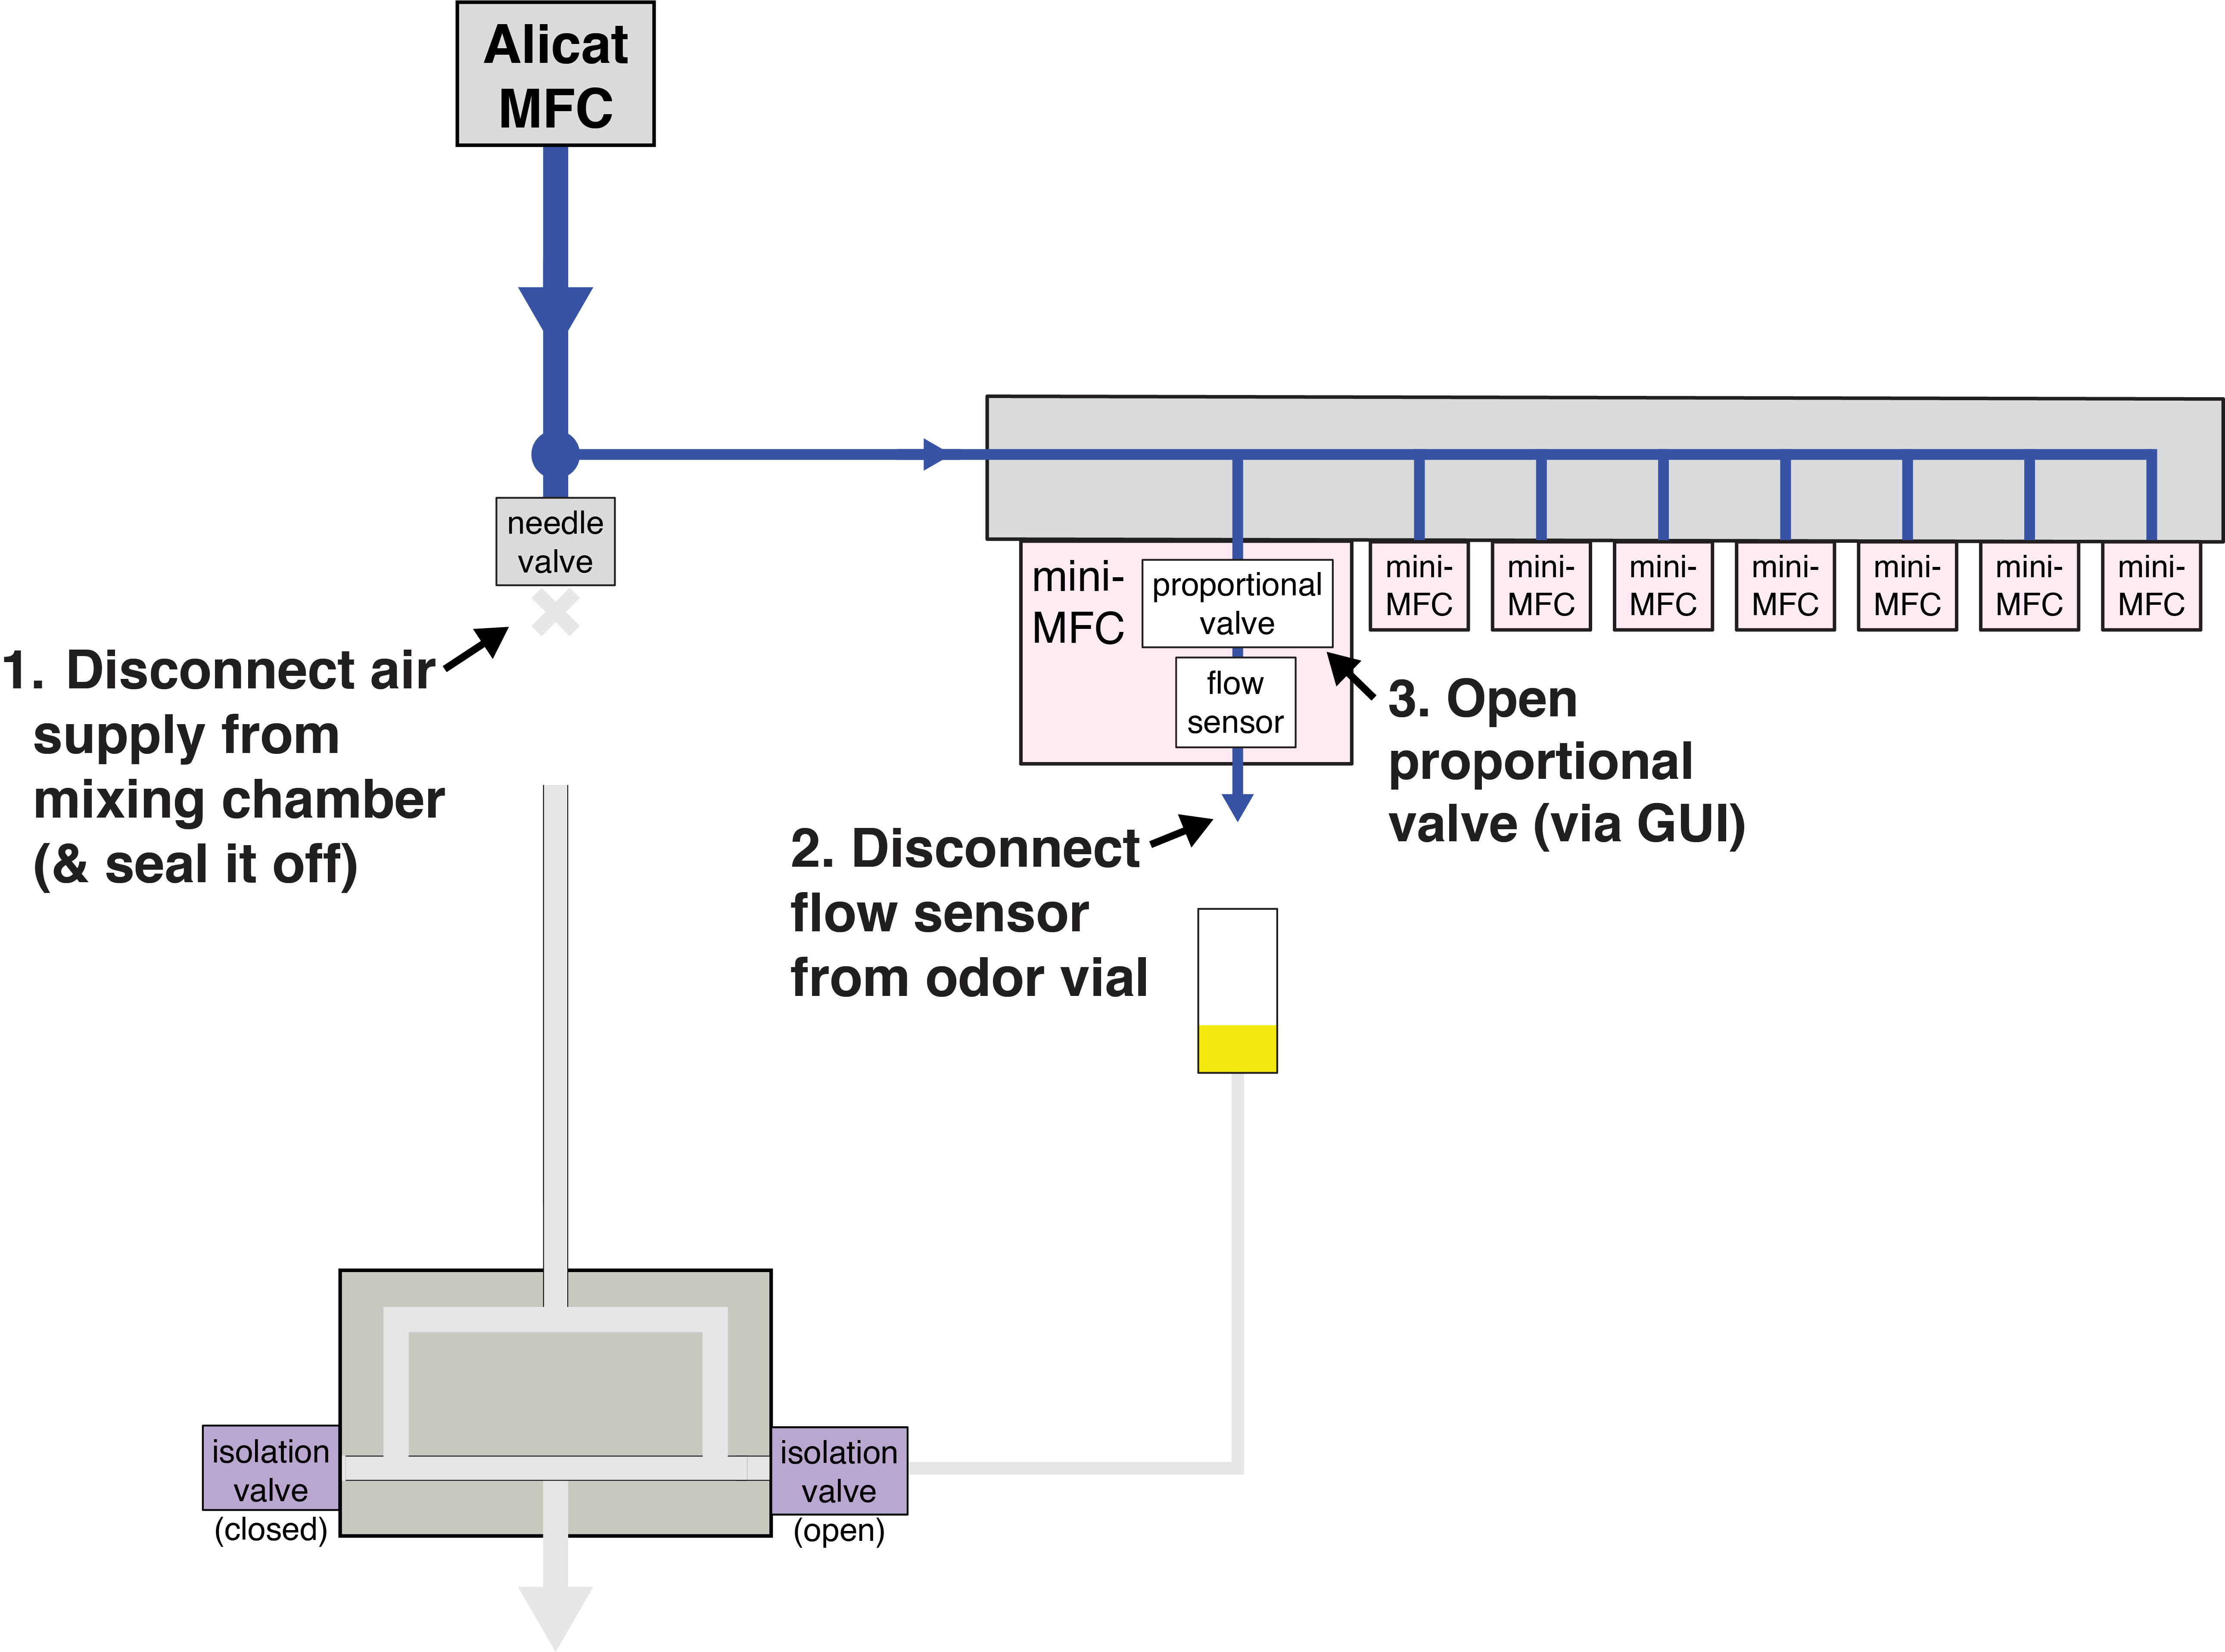 Alicat
MFC
needle
valve
1. Disconnect air
supply from
mixing chamber
(& seal it off)
mini-
MFC
proportional
valve
flow
sensor
mini-
MFC
mini-
MFC
mini-
MFC
mini-
MFC
mini-
MFC
mini-
MFC
mini-
MFC
3. Open
proportional
valve (via GUI)
2. Disconnect
flow sensor
from odor vial
isolation
valve
(closed)
isolation
valve
(open)